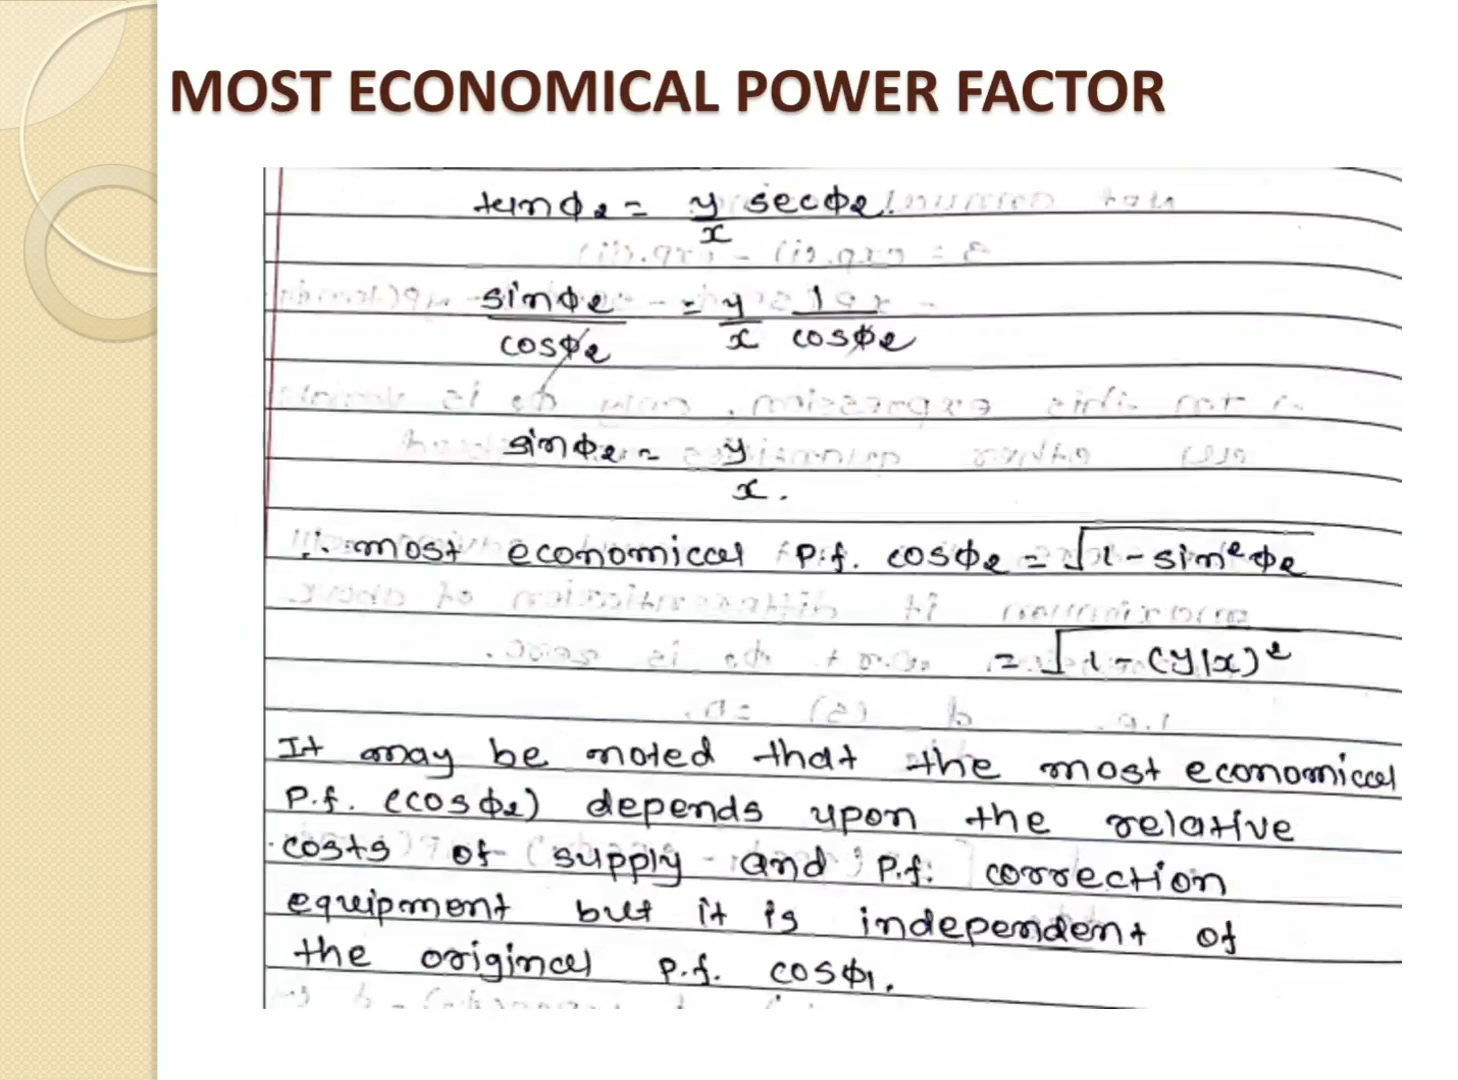 MOST ECONOMICAL POWER FACTOR
tanϕ2 = y/x secϕ2.
sinϕ2/cosϕ2 = y/x 1/cosϕ2
sinϕ2 = y/x.
∴ most economical P.f. cosϕ2 = √(1 - sin²ϕ2)
= √(1 - (y/x)²)
It may be noted that the most economical
P.f. (cosϕ2) depends upon the relative
costs of supply and P.f. correction
equipment but it is independent of
the original P.f. cosϕ1.